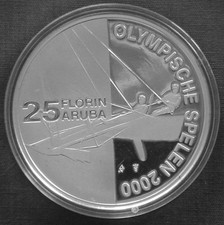 OLYMPISCHE SPELEN 2000
25 FLORIN
ARUBA